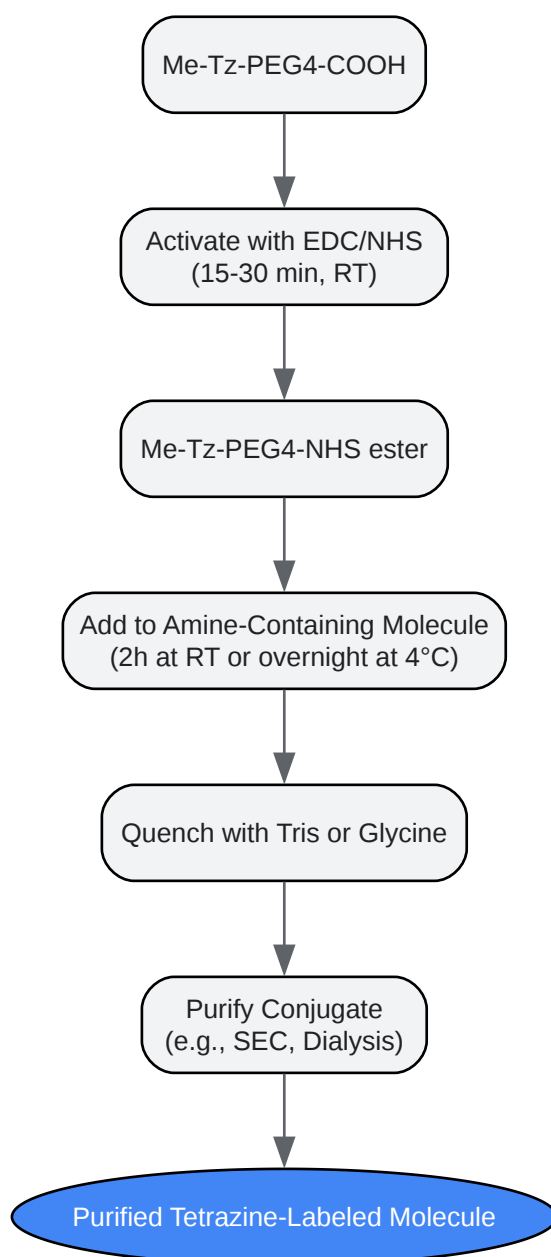 Me-Tz-PEG4-COOH
Activate with EDC/NHS
(15-30 min, RT)
Me-Tz-PEG4-NHS ester
Add to Amine-Containing Molecule
(2h at RT or overnight at 4°C)
Quench with Tris or Glycine
Purify Conjugate
(e.g., SEC, Dialysis)
Purified Tetrazine-Labeled Molecule